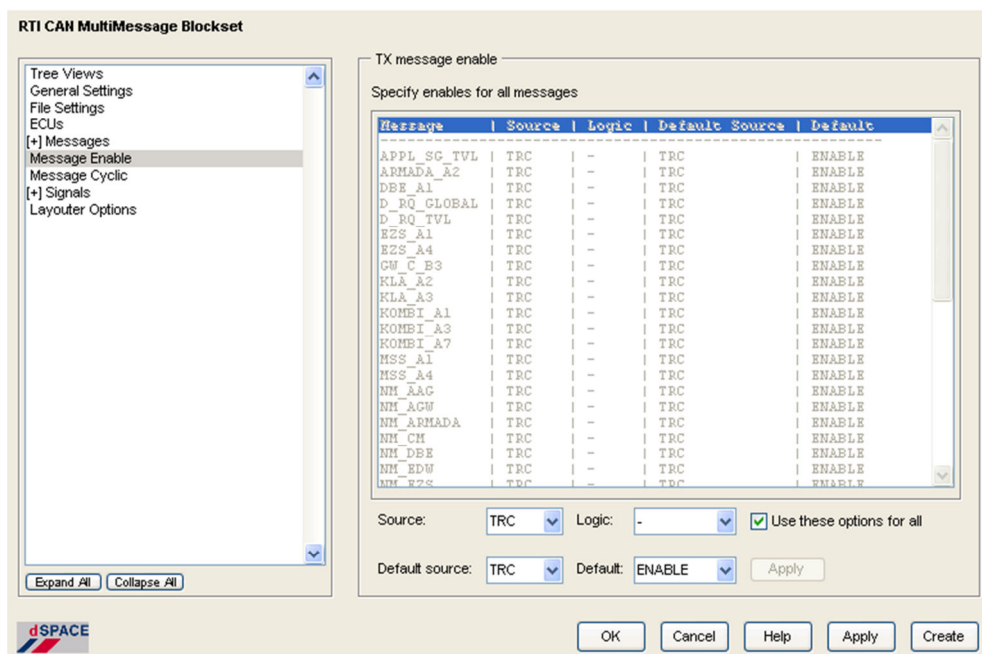 RTI CAN MultiMessage Blockset
Tree Views
General Settings
File Settings
ECUs
[+] Messages
Message Enable
Message Cyclic
[+] Signals
Layouter Options
Expand All
Collapse All
TX message enable
Specify enables for all messages
Message | Source | Logic | Default Source | Default
APPL_SG_TVL | TRC | - | TRC | ENABLE
ARMADA_A2 | TRC | - | TRC | ENABLE
DBE_A1 | TRC | - | TRC | ENABLE
D_RQ_GLOBAL | TRC | - | TRC | ENABLE
D_RQ_TVL | TRC | - | TRC | ENABLE
EZS_A1 | TRC | - | TRC | ENABLE
EZS_A4 | TRC | - | TRC | ENABLE
GW_C_B3 | TRC | - | TRC | ENABLE
KLA_A2 | TRC | - | TRC | ENABLE
KLA_A3 | TRC | - | TRC | ENABLE
KOMBI_A1 | TRC | - | TRC | ENABLE
KOMBI_A3 | TRC | - | TRC | ENABLE
KOMBI_A7 | TRC | - | TRC | ENABLE
MSS_A1 | TRC | - | TRC | ENABLE
MSS_A4 | TRC | - | TRC | ENABLE
NM_AAG | TRC | - | TRC | ENABLE
NM_AGW | TRC | - | TRC | ENABLE
NM_ARMADA | TRC | - | TRC | ENABLE
NM_CM | TRC | - | TRC | ENABLE
NM_DBE | TRC | - | TRC | ENABLE
NM_EDW | TRC | - | TRC | ENABLE
NM_EZS | TRC | - | TRC | ENABLE
Source: TRC Logic: - Use these options for all
Default source: TRC Default: ENABLE Apply
dSPACE
OK Cancel Help Apply Create